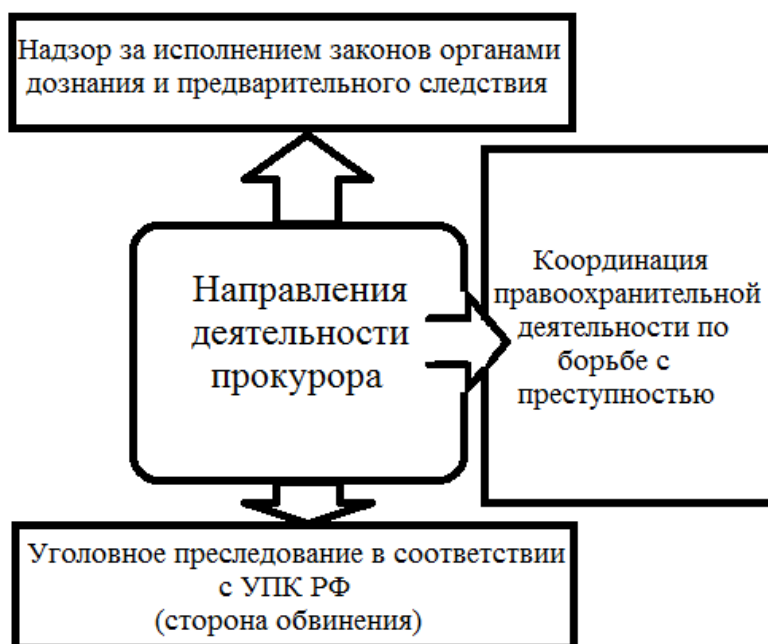 Надзор за исполнением законов органами
дознания и предварительного следствия
Направления
деятельности
прокурора
Координация
правоохранительной
деятельности по
борьбе с
преступностью
Уголовное преследование в соответствии
с УПК РФ
(сторона обвинения)